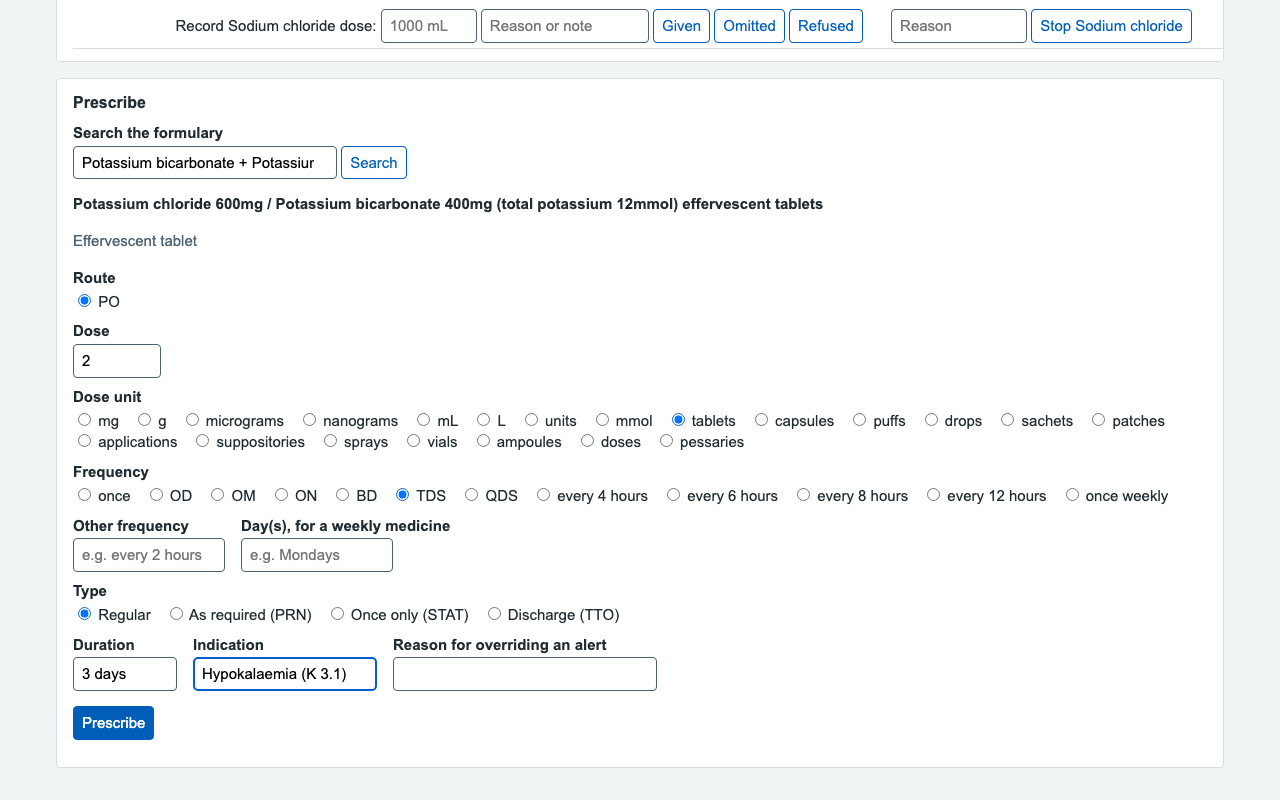 Record Sodium chloride dose: 1000 mL Reason or note Given Omitted Refused Reason Stop Sodium chloride
Prescribe
Search the formulary
Potassium bicarbonate + Potassiur Search
Potassium chloride 600mg / Potassium bicarbonate 400mg (total potassium 12mmol) effervescent tablets
Effervescent tablet
Route
PO
Dose
2
Dose unit
mg g micrograms nanograms mL L units mmol tablets capsules puffs drops sachets patches
applications suppositories sprays vials ampoules doses pessaries
Frequency
once OD OM ON BD TDS QDS every 4 hours every 6 hours every 8 hours every 12 hours once weekly
Other frequency Day(s), for a weekly medicine
e.g. every 2 hours e.g. Mondays
Type
Regular As required (PRN) Once only (STAT) Discharge (TTO)
Duration Indication Reason for overriding an alert
3 days Hypokalaemia (K 3.1)
Prescribe